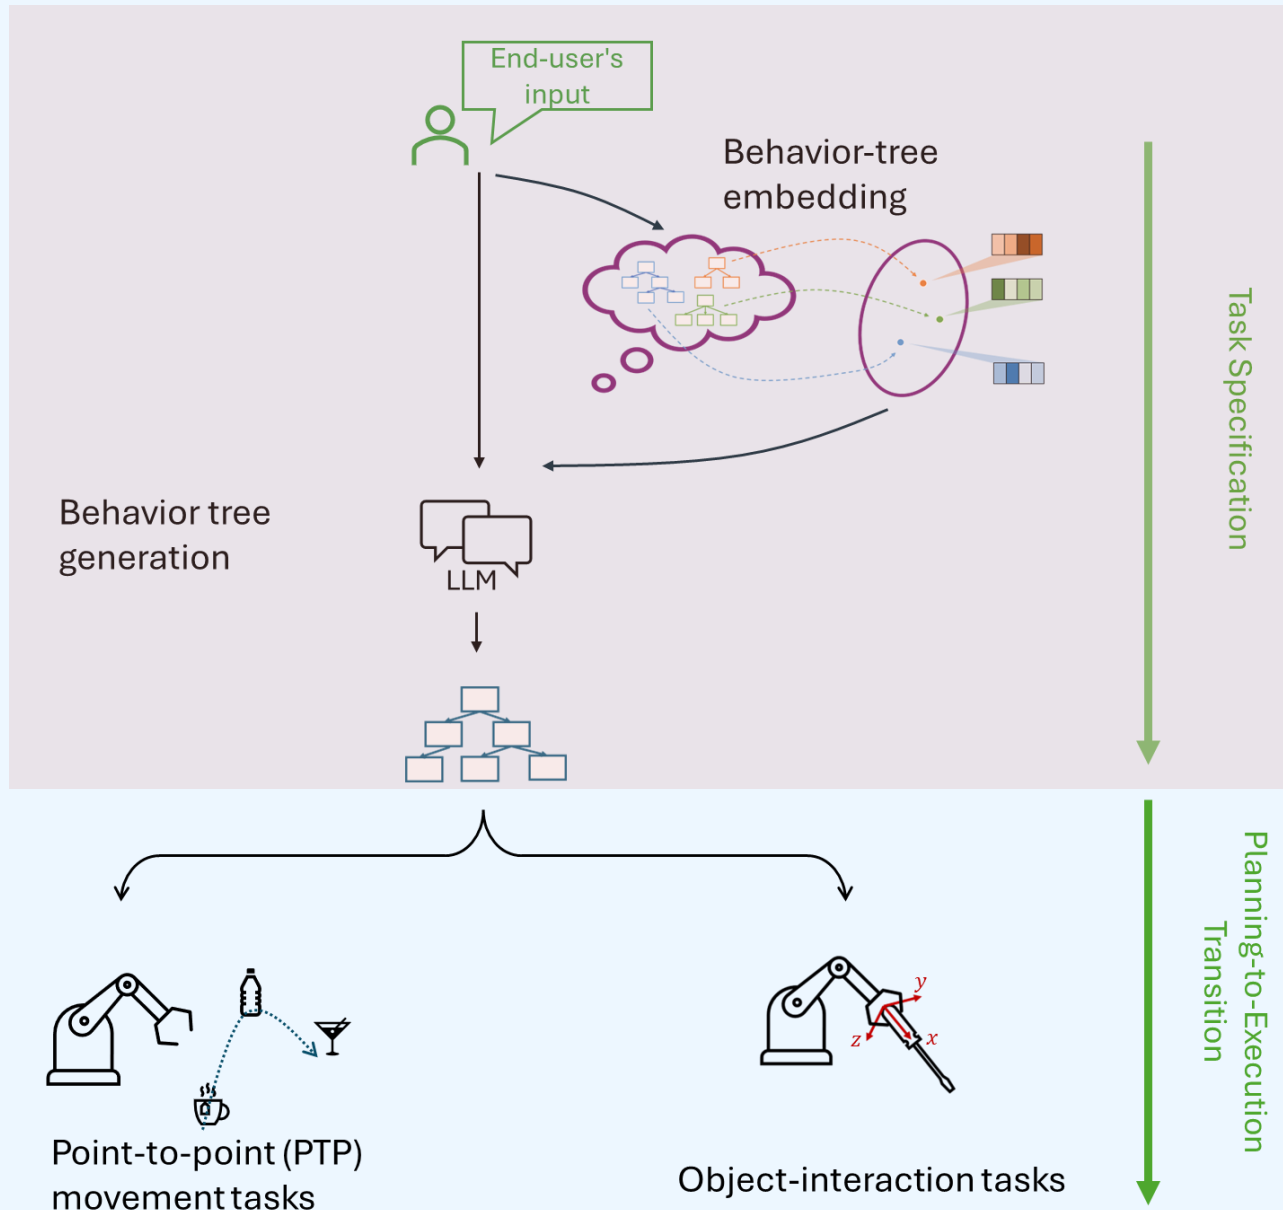 End-user's
input
Behavior-tree
embedding
Task Specification
Behavior tree
generation
LLM
Planning-to-Execution
Transition
y
z
x
Point-to-point (PTP)
movement tasks
Object-interaction tasks